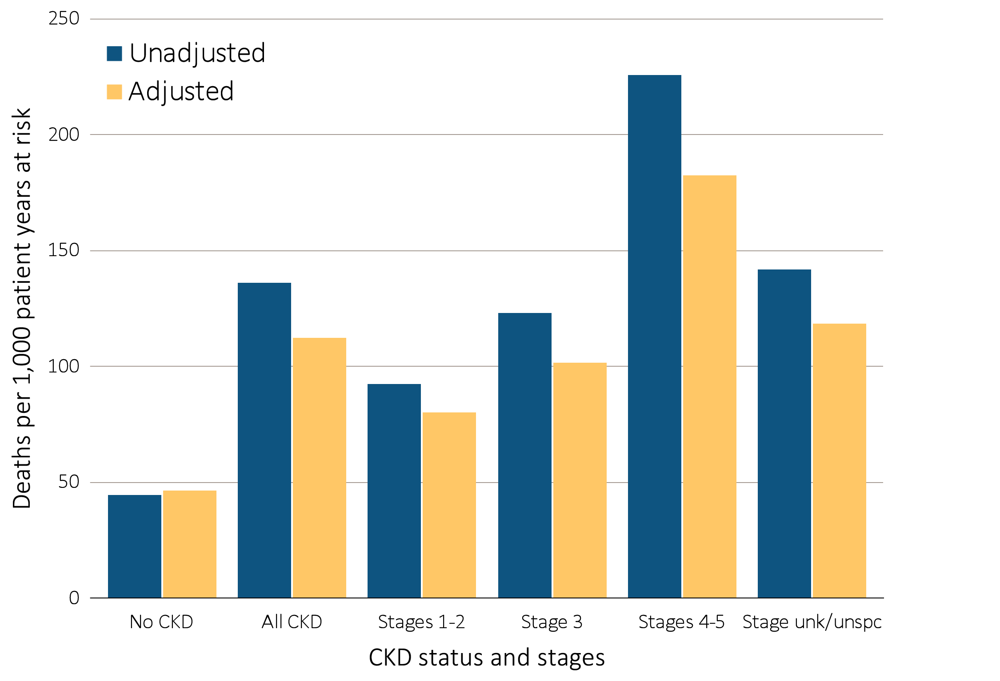 250
Unadjusted
Adjusted
200
150
100
50
0
Deaths per 1,000 patient years at risk
No CKD
All CKD
Stages 1-2
Stage 3
Stages 4-5
Stage unk/unspc
CKD status and stages